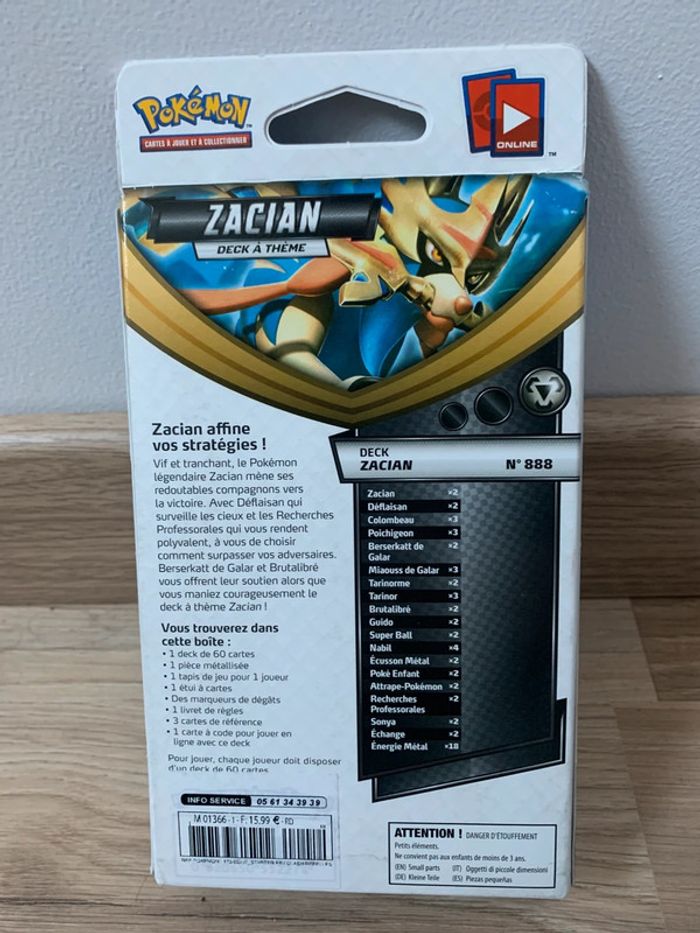 POKÉMON
CARTES À JOUER ET À COLLECTIONNER
ONLINE
TM
ZACIAN
DECK À THÈME
Zacian affine
vos stratégies !
Vif et tranchant, le Pokémon
légendaire Zacian mène ses
redoutables compagnons vers
la victoire. Avec Déflaisan qui
surveille les cieux et les Recherches
Professorales qui vous rendent
polyvalent, à vous de choisir
comment surpasser vos adversaires.
Berserkatt de Galar et Brutalibré
vous offrent leur soutien alors que
vous maniez courageusement le
deck à thème Zacian !
Vous trouverez dans
cette boîte :
• 1 deck de 60 cartes
• 1 pièce métallisée
• 1 tapis de jeu pour 1 joueur
• 1 étui à cartes
• Des marqueurs de dégâts
• 1 livret de règles
• 3 cartes de référence
• 1 carte à code pour jouer en
ligne avec ce deck
Pour jouer, chaque joueur doit disposer
d'un deck de 60 cartes
DECK
ZACIAN N° 888
Zacian ×2
Déflaisan ×2
Colombeau ×3
Poichigeon ×3
Berserkatt de ×2
Galar
Miaouss de Galar ×3
Tarinorme ×2
Tarinor ×3
Brutalibré ×2
Guido ×2
Super Ball ×2
Nabil ×4
Écusson Métal ×2
Poké Enfant ×2
Attrape-Pokémon ×2
Recherches ×2
Professorales
Sonya ×2
Échange ×2
Énergie Métal ×18
INFO SERVICE 05 61 34 39 39
M 01366 - 1 - F: 15,99 € - RD
ATTENTION ! DANGER D'ÉTOUFFEMENT
Petits éléments.
Ne convient pas aux enfants de moins de 3 ans.
(EN) Small parts (IT) Oggetti di piccole dimensioni
(DE) Kleine Teile (ES) Piezas pequeñas